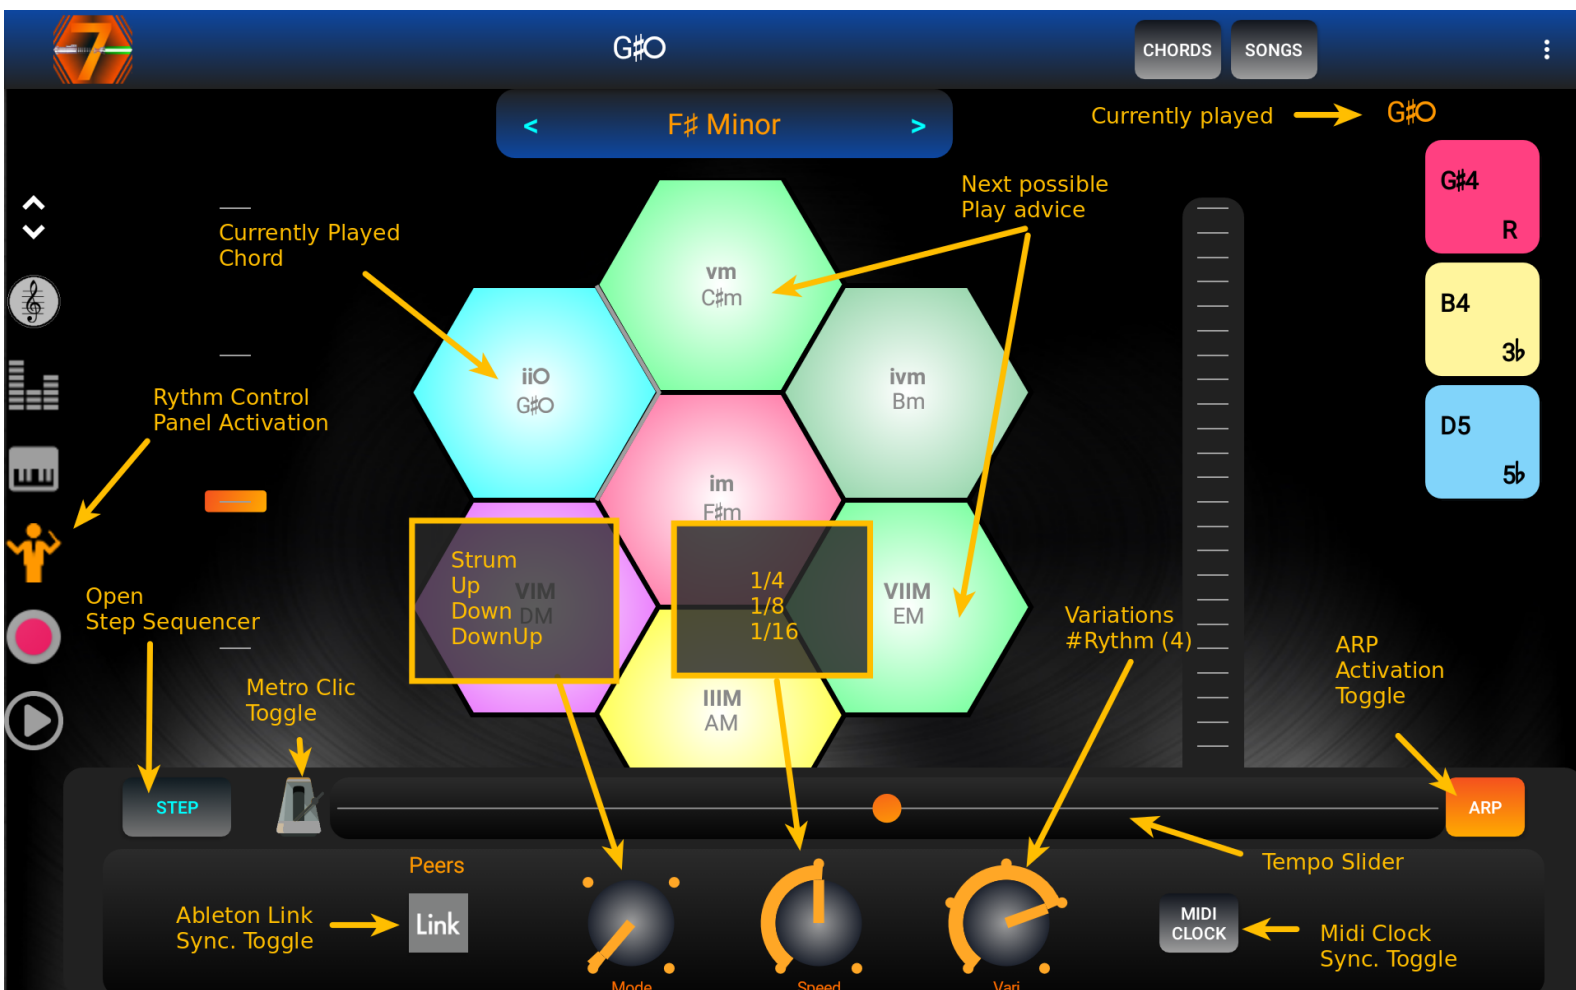 7
G♯O
CHORDS
SONGS
< F♯ Minor >
Currently played
G♯O
G♯4
R
B4
3♭
D5
5♭
Next possible
Play advice
Currently Played
Chord
vm
C♯m
iiO
G♯O
ivm
Bm
im
F♯m
VIM
DM
VIIM
EM
IIIM
AM
Rythm Control
Panel Activation
Strum
Up
Down
DownUp
1/4
1/8
1/16
Open
Step Sequencer
Metro Clic
Toggle
Variations
#Rythm (4)
ARP
Activation
Toggle
STEP
ARP
Tempo Slider
Peers
Link
Ableton Link
Sync. Toggle
MIDI
CLOCK
Midi Clock
Sync. Toggle
Mode
Speed
Vari